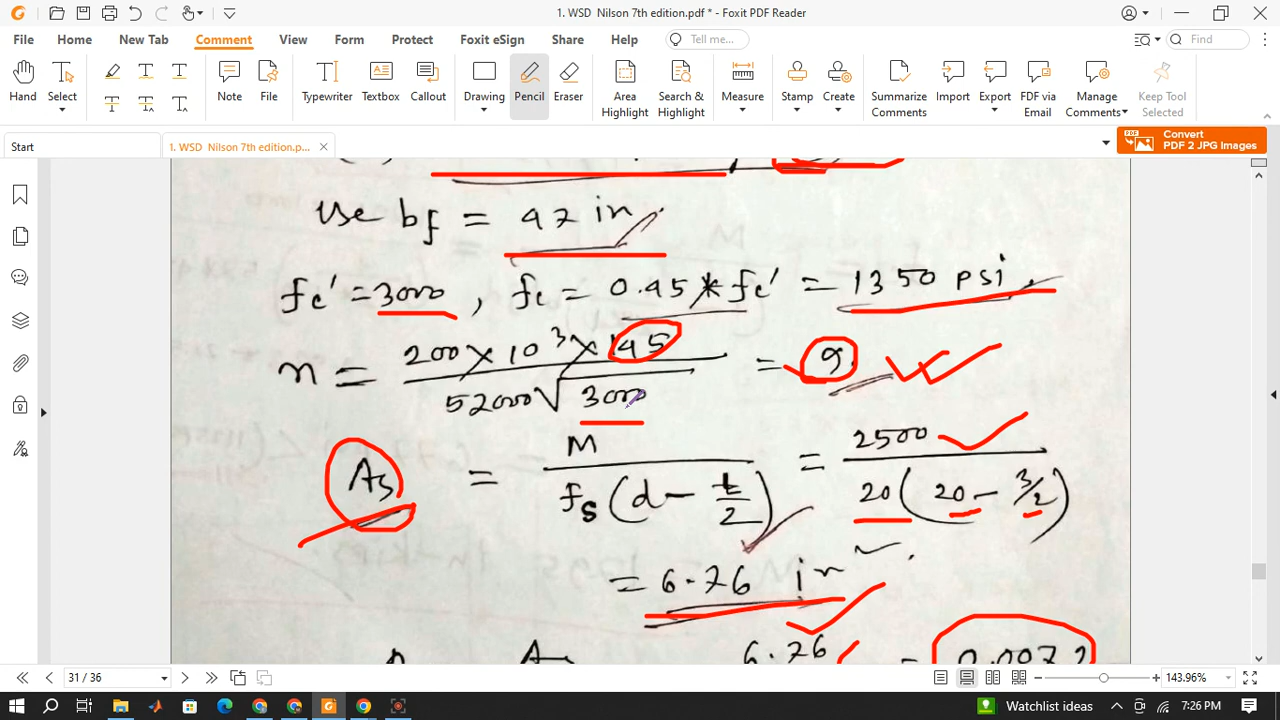 1. WSD Nilson 7th edition.pdf * - Foxit PDF Reader
File Home New Tab Comment View Form Protect Foxit eSign Share Help Tell me... Find
Hand Select Note File Typewriter Textbox Callout Drawing Pencil Eraser Area Highlight Search & Highlight Measure Stamp Create Summarize Comments Import Export FDF via Email Manage Comments Keep Tool Selected
Start 1. WSD Nilson 7th edition.p... Convert PDF 2 JPG Images
Use bf = 47 in
fc' = 3000 , fc = 0.45 * fc' = 1350 psi
n = 200 x 10³ x 145 / 52000 √3000 = 9
As = M / fs (d - t/2) = 2500 / 20 (20 - 3/2)
= 6.76 in
6.76 = 0.0072
31 / 36 143.96%
Watchlist ideas 7:26 PM